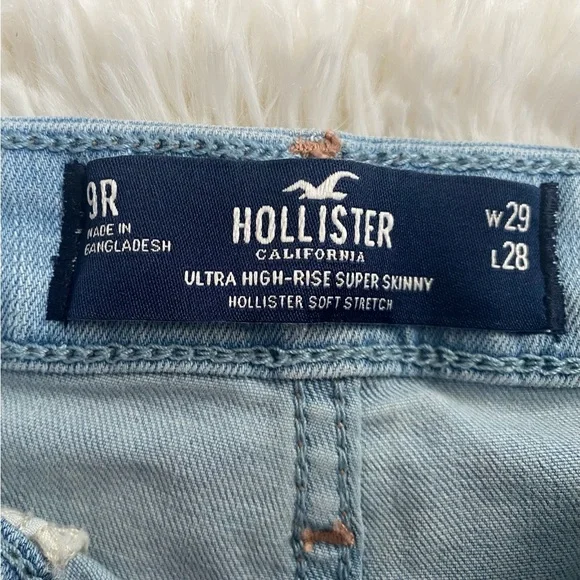 9R
MADE IN
BANGLADESH
HOLLISTER
CALIFORNIA
ULTRA HIGH-RISE SUPER SKINNY
HOLLISTER SOFT STRETCH
W29
L28